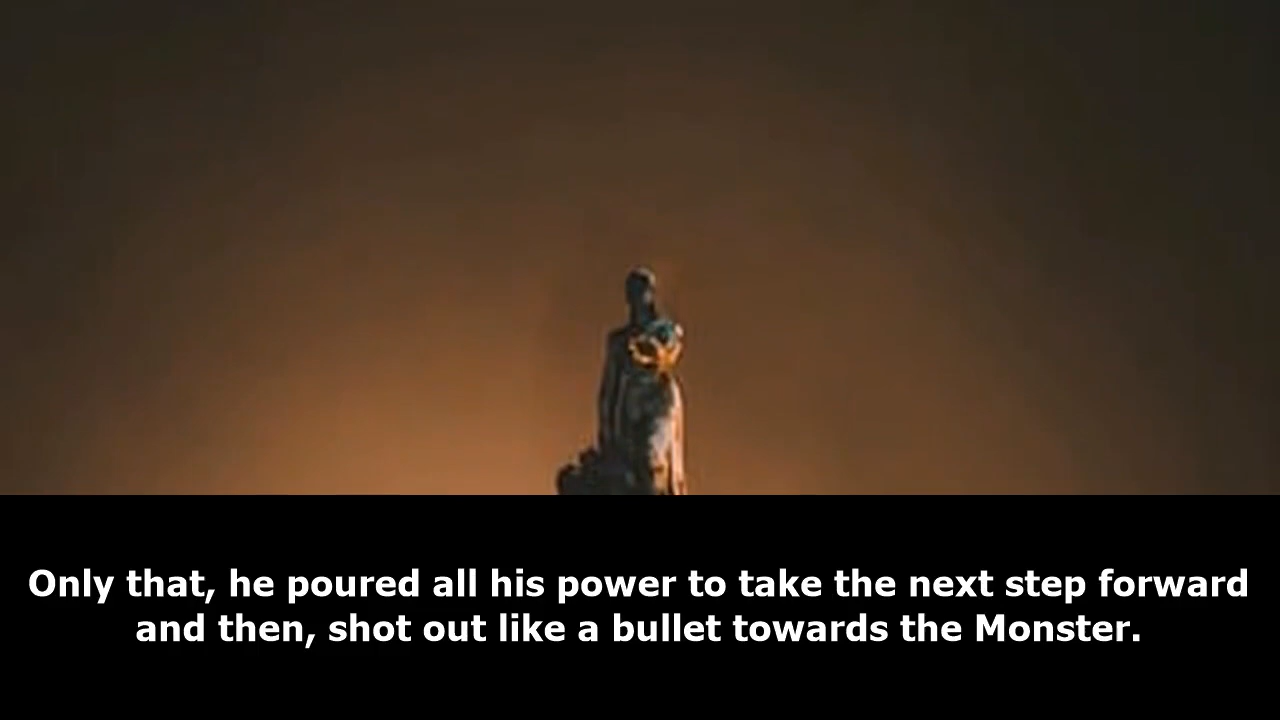 Only that, he poured all his power to take the next step forward
and then, shot out like a bullet towards the Monster.